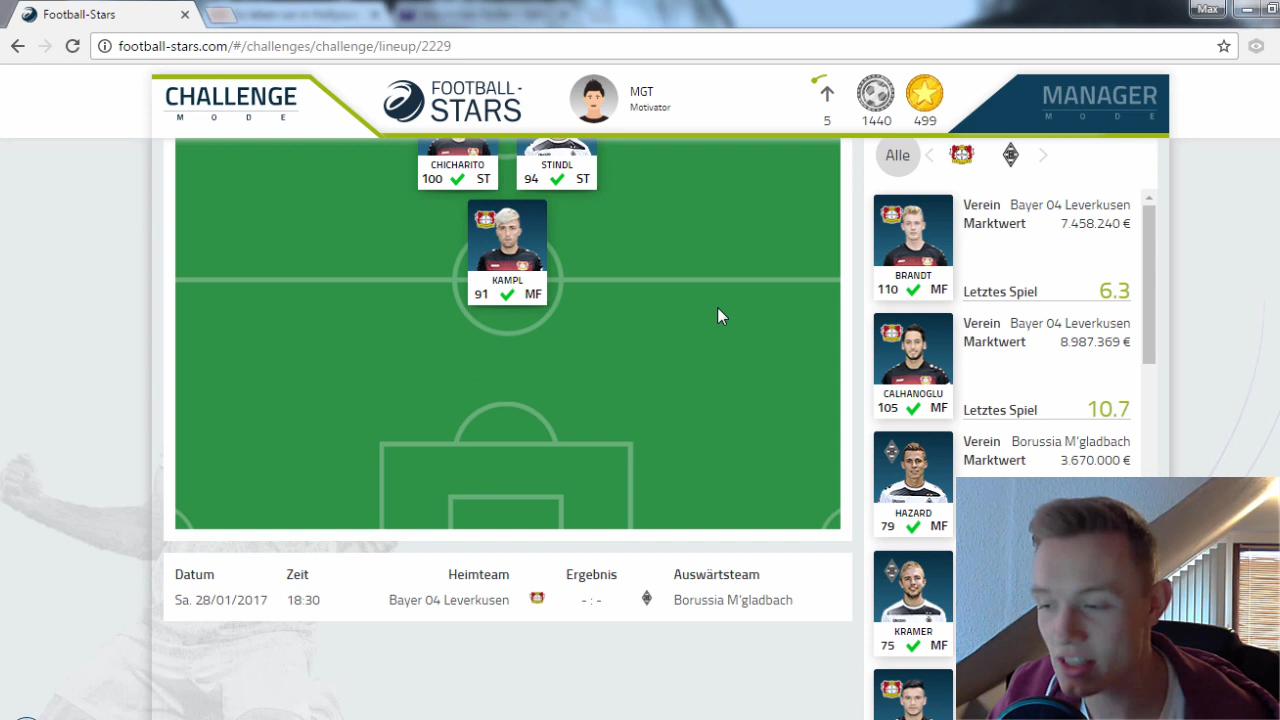 Football-Stars
Max
football-stars.com/#/challenges/challenge/lineup/2229
CHALLENGE
MODE
FOOTBALL-
STARS
MGT
Motivator
5
1440
499
MANAGER
MODE
CHICHARITO
100 ST
STINDL
94 ST
KAMPL
91 MF
Alle
Verein Bayer 04 Leverkusen
Marktwert 7.458.240 €
BRANDT
110 MF
Letztes Spiel 6.3
Verein Bayer 04 Leverkusen
Marktwert 8.987.369 €
CALHANOGLU
105 MF
Letztes Spiel 10.7
Verein Borussia M'gladbach
Marktwert 3.670.000 €
HAZARD
79 MF
KRAMER
75 MF
Datum Zeit Heimteam Ergebnis Auswärtsteam
Sa. 28/01/2017 18:30 Bayer 04 Leverkusen - : - Borussia M'gladbach